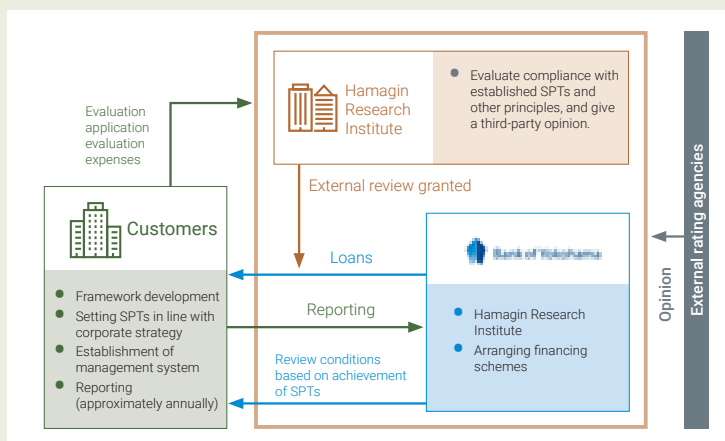 Hamagin
Research
Institute
Evaluate compliance with
established SPTs and
other principles, and give
a third-party opinion.
Evaluation
application
evaluation
expenses
External review granted
Customers
Loans
Bank of Yokohama
Framework development
Setting SPTs in line with
corporate strategy
Establishment of
management system
Reporting
(approximately annually)
Reporting
Hamagin Research
Institute
Arranging financing
schemes
Review conditions
based on achievement
of SPTs
Opinion
External rating agencies